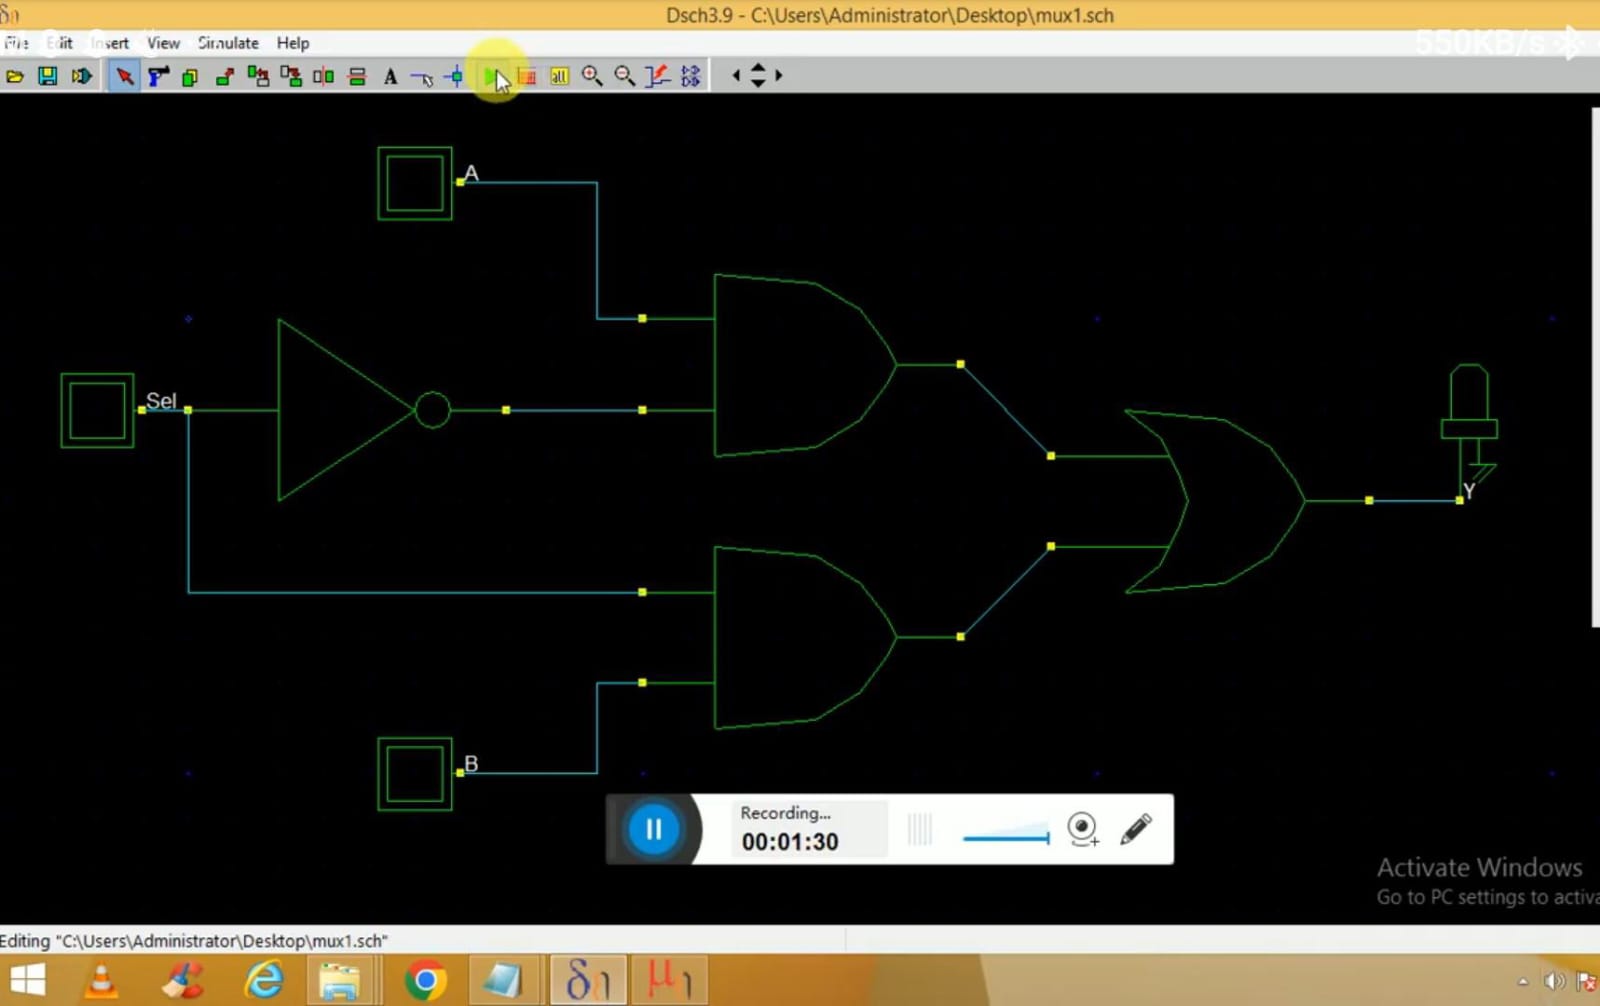 Dsch3.9 - C:\Users\Administrator\Desktop\mux1.sch
File Edit Insert View Simulate Help
550KB/s
A
Sel
Y
B
Recording...
00:01:30
Activate Windows
Go to PC settings to activa
Editing "C:\Users\Administrator\Desktop\mux1.sch"